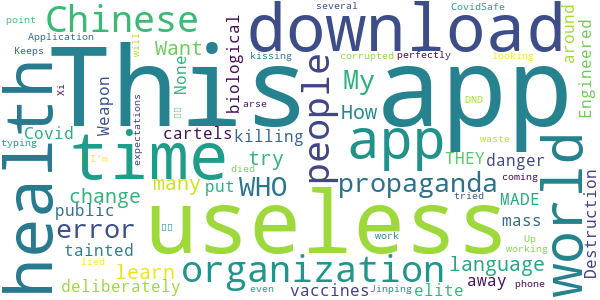 point
several
CovidSafe
Application
Chinese
download
around
Keeps
will
kissing
corrupted
perfectly
looking
Want
biological
None
people
My
This
app
Xi
Weapon
expectations
arse
DND
Engineered
How
health
Covid
cartels
killing
waste
typing
I'm
time
app
world
try
THEY
danger
died
coming
change
many
put
WHO
propaganda
tried
MADE
public
useless
mass
Destruction
error
work
Up
working
tainted
lied
learn
organization
language
away
phone
deliberately
even
vaccines
Jinping
elite